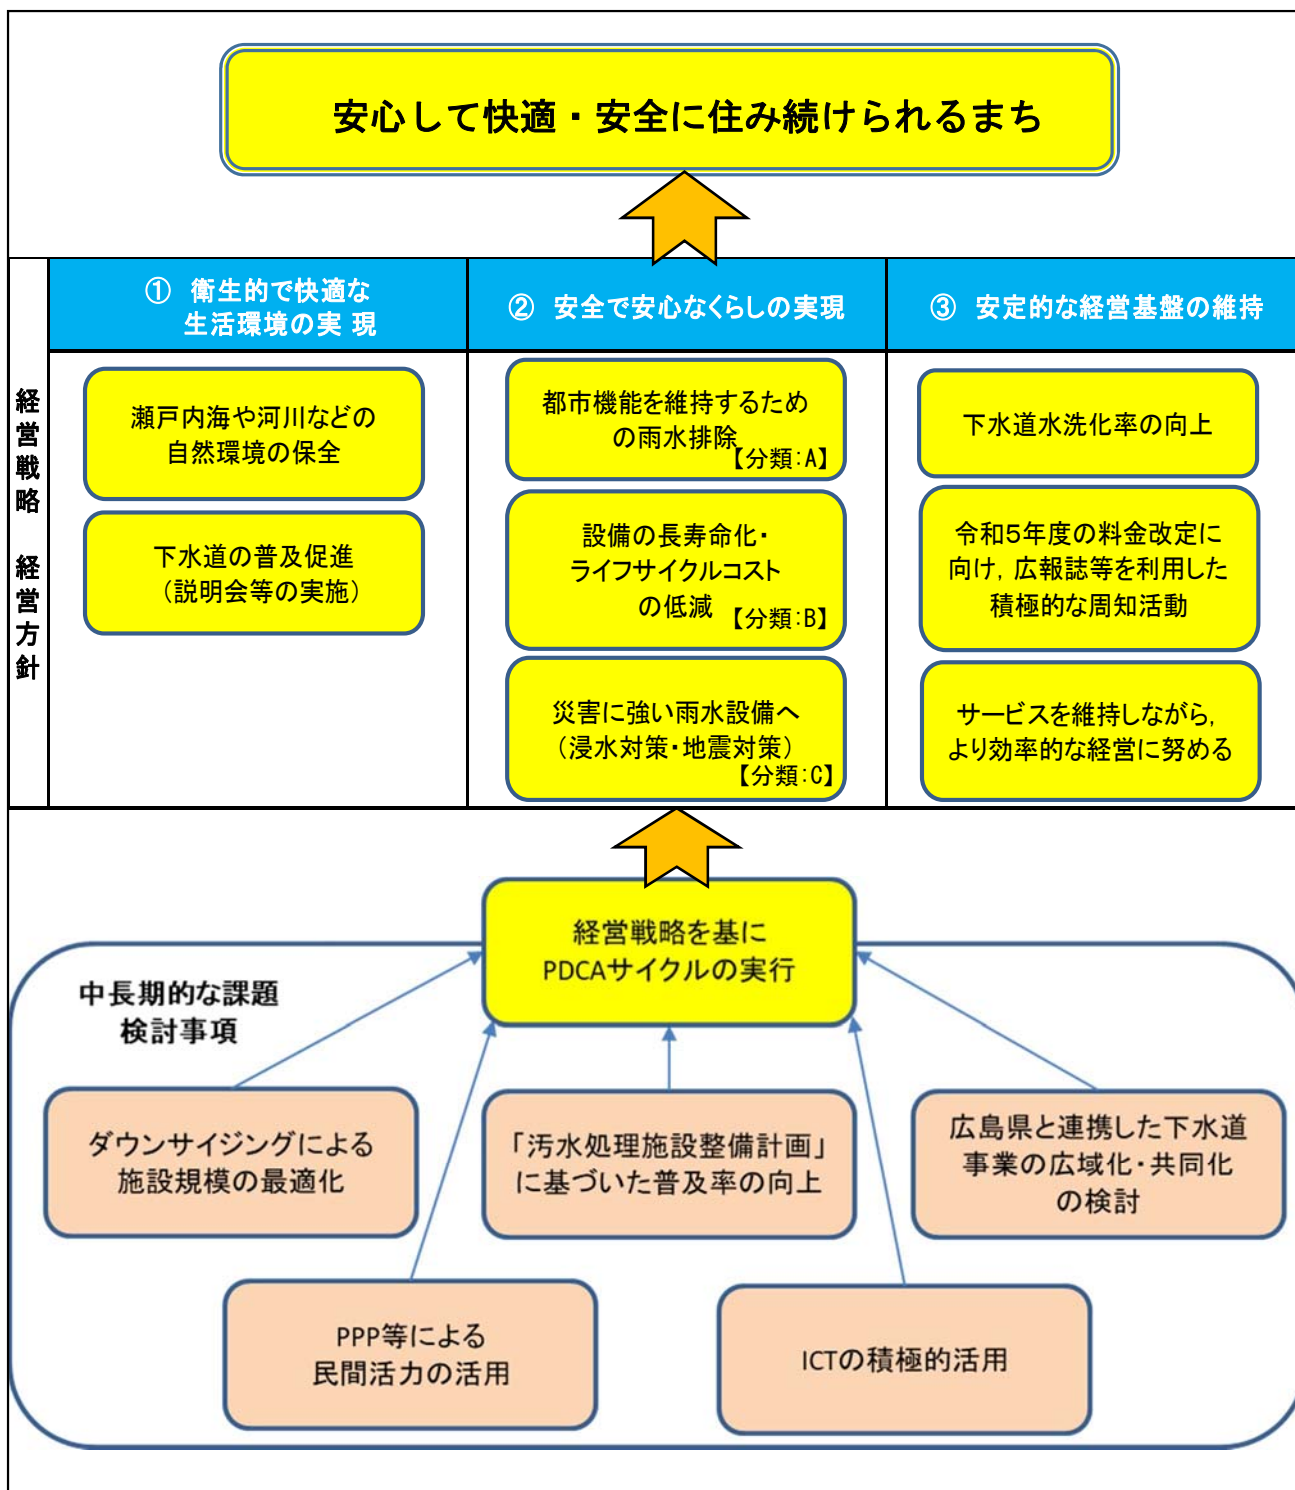 安心して快適・安全に住み続けられるまち
経営戦略 経営方針
① 衛生的で快適な
生活環境の実 現
② 安全で安心なくらしの実現
③ 安定的な経営基盤の維持
瀬戸内海や河川などの
自然環境の保全
下水道の普及促進
（説明会等の実施）
都市機能を維持するため
の雨水排除
【分類：A】
設備の長寿命化・
ライフサイクルコスト
の低減
【分類：B】
災害に強い雨水設備へ
（浸水対策・地震対策）
【分類：C】
下水道水洗化率の向上
令和5年度の料金改定に
向け，広報誌等を利用した
積極的な周知活動
サービスを維持しながら，
より効率的な経営に努める
経営戦略を基に
PDCAサイクルの実行
中長期的な課題
検討事項
ダウンサイジングによる
施設規模の最適化
「汚水処理施設整備計画」
に基づいた普及率の向上
広島県と連携した下水道
事業の広域化・共同化
の検討
PPP等による
民間活力の活用
ICTの積極的活用